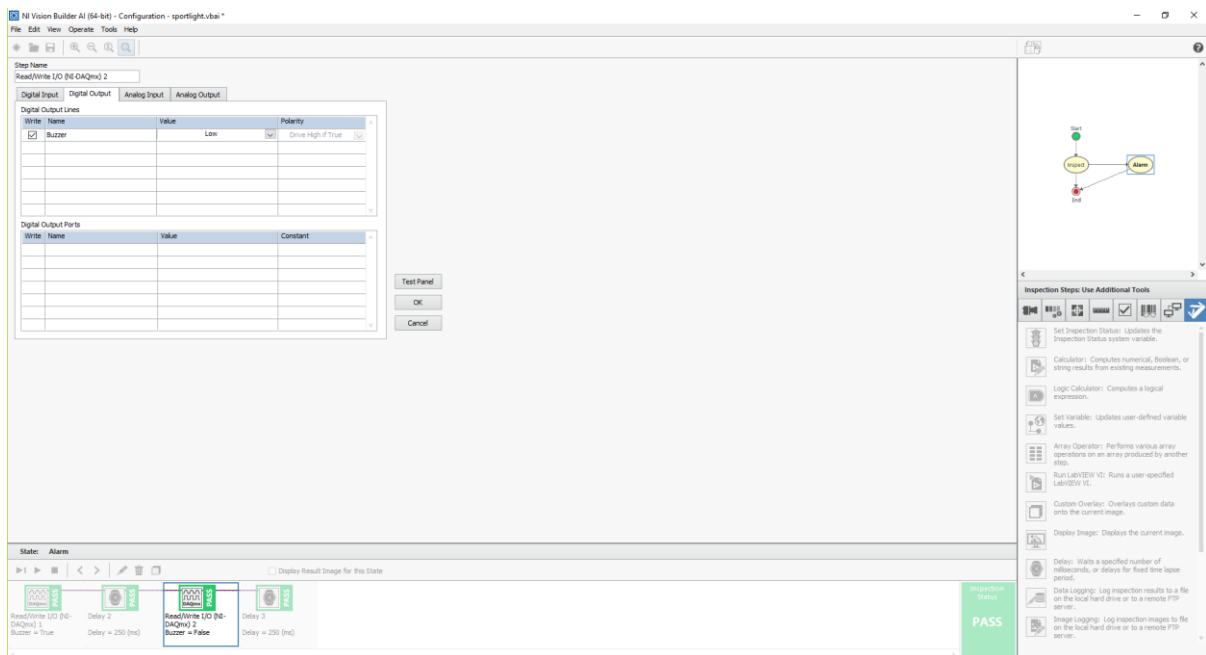 NI Vision Builder AI (64-bit) - Configuration - sportlight.vbai *
File Edit View Operate Tools Help
Step Name
Read/Write I/O (NI-DAQmx) 2
Digital Input Digital Output Analog Input Analog Output
Digital Output Lines
Write Name Value Polarity
Buzzer Low Drive High if True
Digital Output Ports
Write Name Value Constant
Test Panel
OK
Cancel
Start
Inspect
Alarm
End
Inspection Steps: Use Additional Tools
Set Inspection Status: Updates the
Inspection Status system variable.
Calculator: Computes numerical, Boolean, or
string results from existing measurements.
Logic Calculator: Computes a logical
expression.
Set Variable: Updates user-defined variable
values.
Array Operator: Performs various array
operations on an array produced by another
step.
Run LabVIEW VI: Runs a user-specified
LabVIEW VI.
Custom Overlay: Overlays custom data
onto the current image.
Display Image: Displays the current image.
Delay: Waits a specified number of
milliseconds, or delays for fixed time lapse
period.
Data Logging: Log inspection results to a file
on the local hard drive or to a remote FTP
server.
Image Logging: Log inspection images to file
on the local hard drive or to a remote FTP
server.
State: Alarm
Display Result Image for this State
DAQmx PASS
Read/Write I/O (NI-
DAQmx) 1
Buzzer = True
PASS
Delay 2
Delay = 250 (ms)
DAQmx PASS
Read/Write I/O (NI-
DAQmx) 2
Buzzer = False
PASS
Delay 3
Delay = 250 (ms)
Inspection
Status
PASS